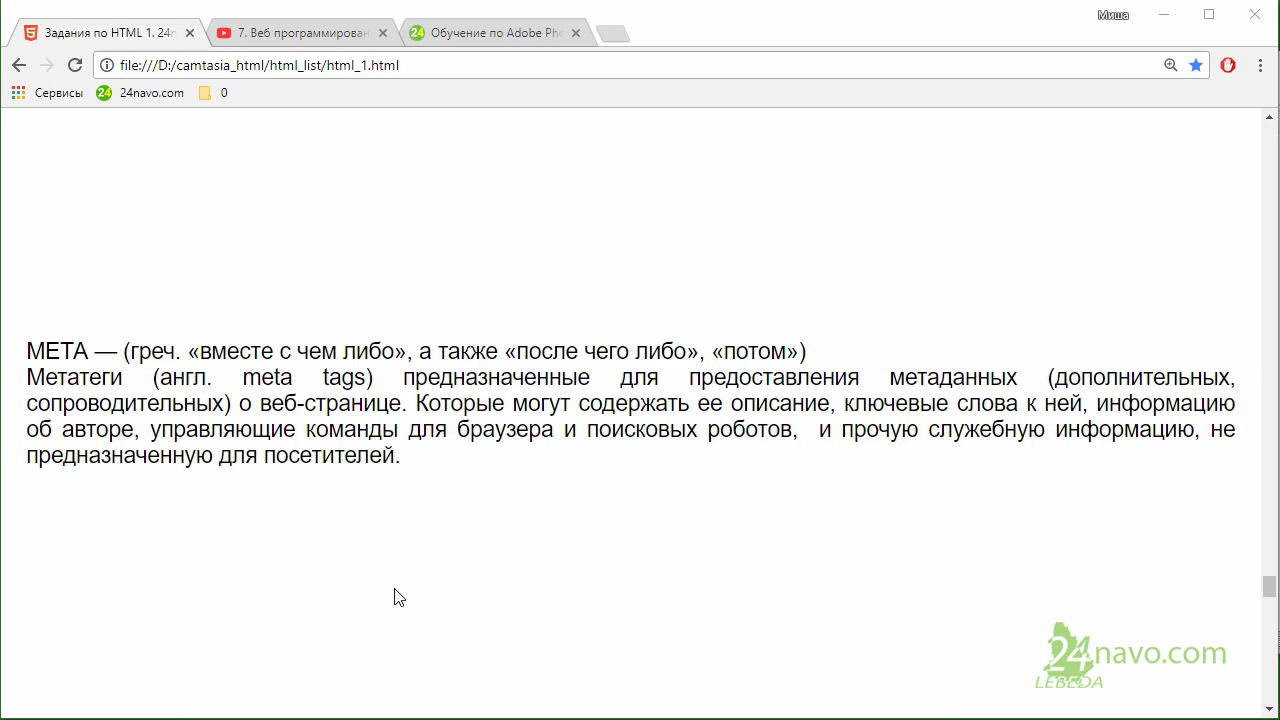 Миша
Задания по HTML 1. 24n
7. Веб программирован
Обучение по Adobe Pho
file:///D:/camtasia_html/html_list/html_1.html
Сервисы
24navo.com
0
МЕТА — (греч. «вместе с чем либо», а также «после чего либо», «потом»)
Метатеги (англ. meta tags) предназначенные для предоставления метаданных (дополнительных,
сопроводительных) о веб-странице. Которые могут содержать ее описание, ключевые слова к ней, информацию
об авторе, управляющие команды для браузера и поисковых роботов, и прочую служебную информацию, не
предназначенную для посетителей.
24navo.com
LEBEDA